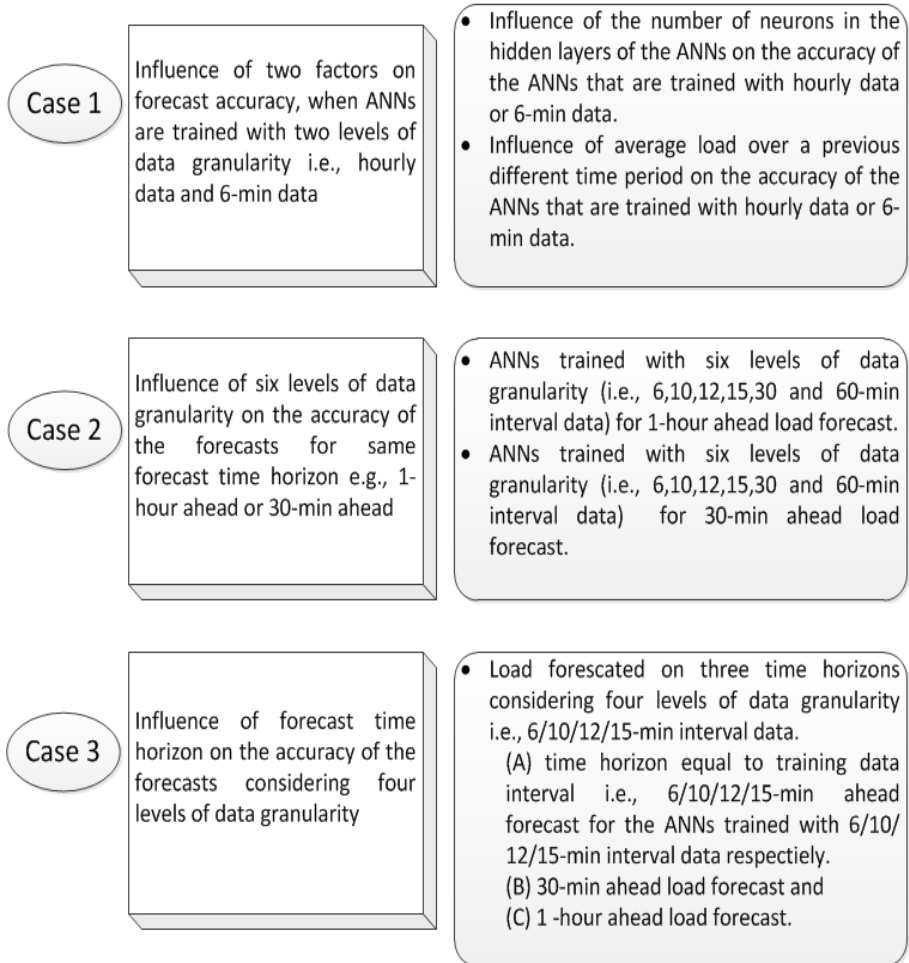 Case 1
Influence of two factors on
forecast accuracy, when ANNs
are trained with two levels of
data granularity i.e., hourly
data and 6-min data
• Influence of the number of neurons in the
hidden layers of the ANNs on the accuracy of
the ANNs that are trained with hourly data
or 6-min data.
• Influence of average load over a previous
different time period on the accuracy of the
ANNs that are trained with hourly data or 6-
min data.
Case 2
Influence of six levels of data
granularity on the accuracy of
the forecasts for same
forecast time horizon e.g., 1-
hour ahead or 30-min ahead
• ANNs trained with six levels of data
granularity (i.e., 6,10,12,15,30 and 60-min
interval data) for 1-hour ahead load forecast.
• ANNs trained with six levels of data
granularity (i.e., 6,10,12,15,30 and 60-min
interval data) for 30-min ahead load
forecast.
Case 3
Influence of forecast time
horizon on the accuracy of the
forecasts considering four
levels of data granularity
• Load forescated on three time horizons
considering four levels of data granularity
i.e., 6/10/12/15-min interval data.
(A) time horizon equal to training data
interval i.e., 6/10/12/15-min ahead
forecast for the ANNs trained with 6/10/
12/15-min interval data respectiely.
(B) 30-min ahead load forecast and
(C) 1 -hour ahead load forecast.